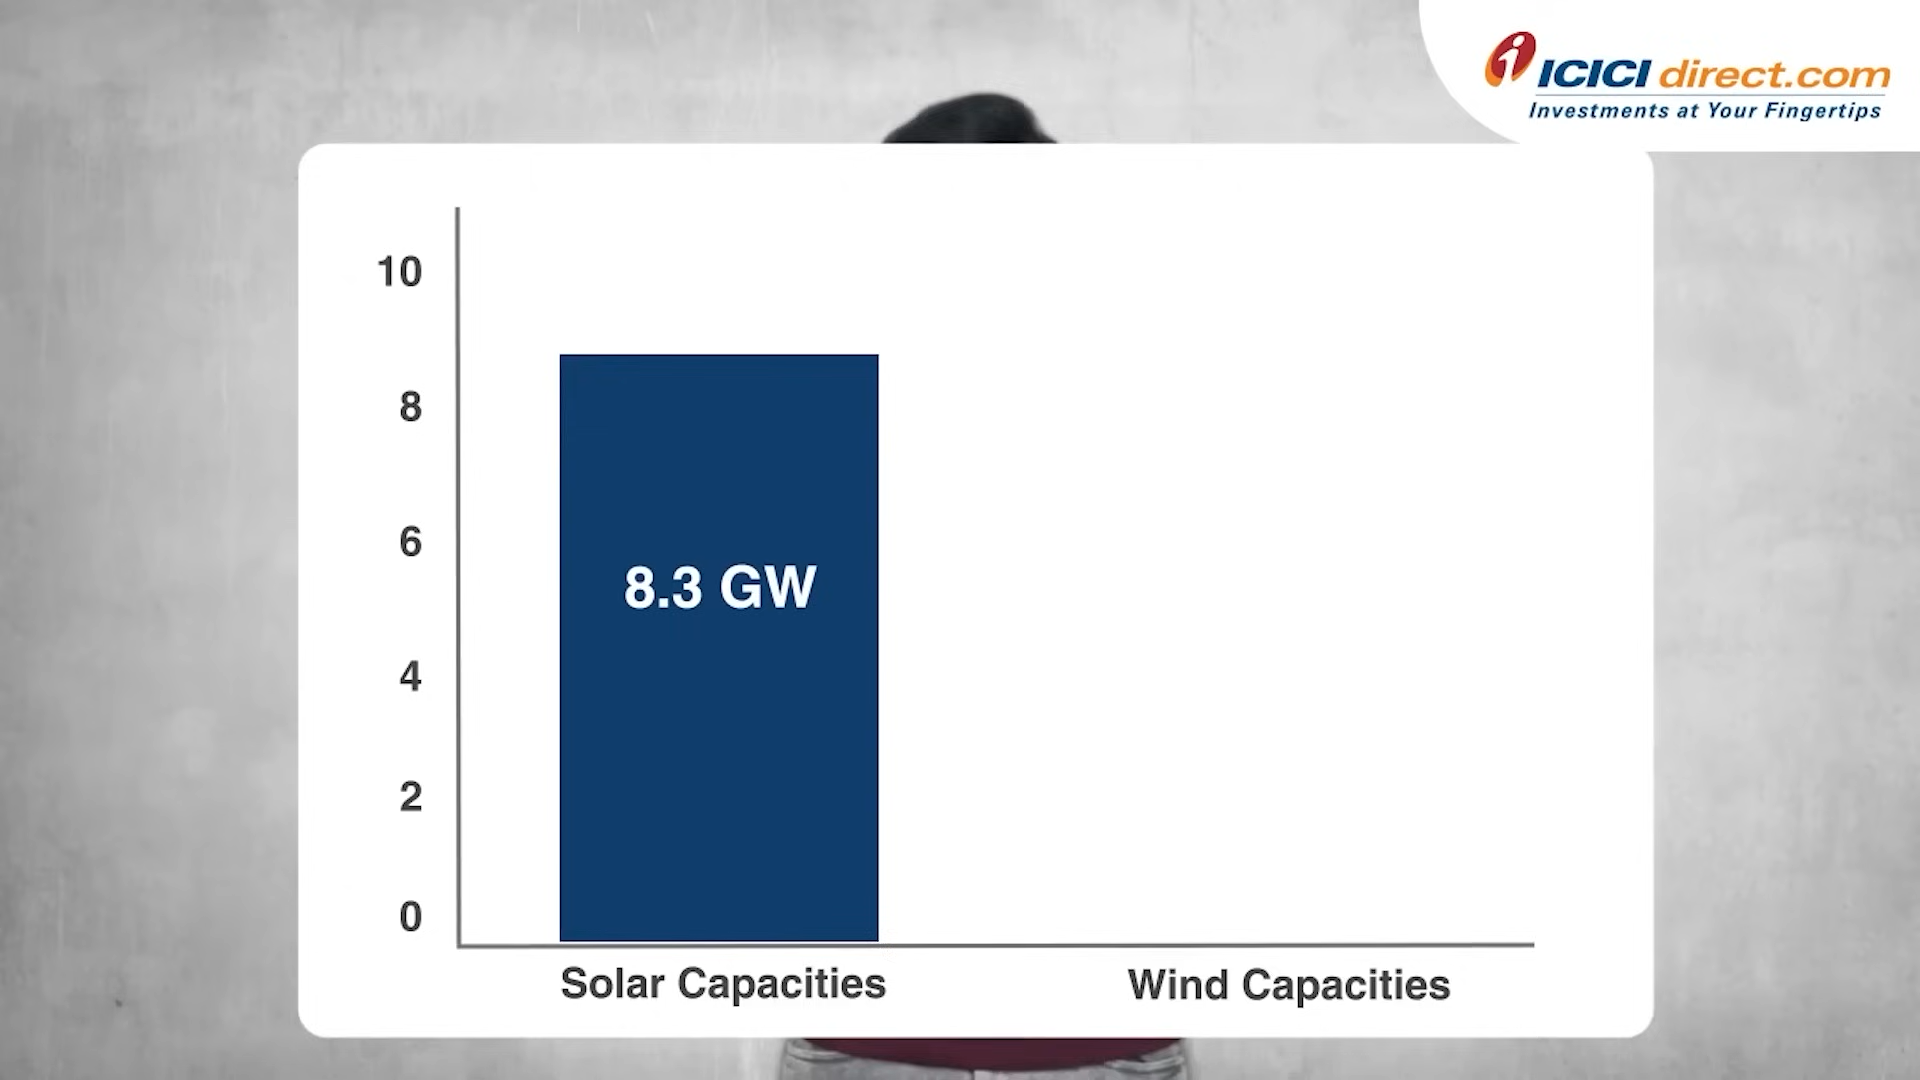 ICICI direct.com
Investments at Your Fingertips
10
8
6
4
2
0
8.3 GW
Solar Capacities
Wind Capacities